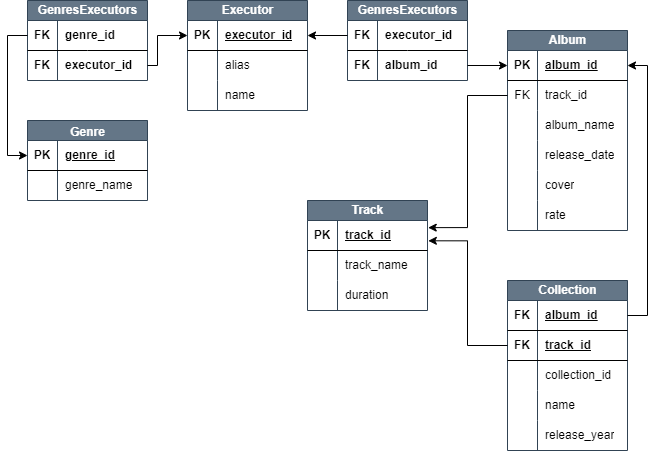 GenresExecutors
FK genre_id
FK executor_id
Executor
PK executor_id
alias
name
GenresExecutors
FK executor_id
FK album_id
Album
PK album_id
FK track_id
album_name
release_date
cover
rate
Genre
PK genre_id
genre_name
Track
PK track_id
track_name
duration
Collection
FK album_id
FK track_id
collection_id
name
release_year